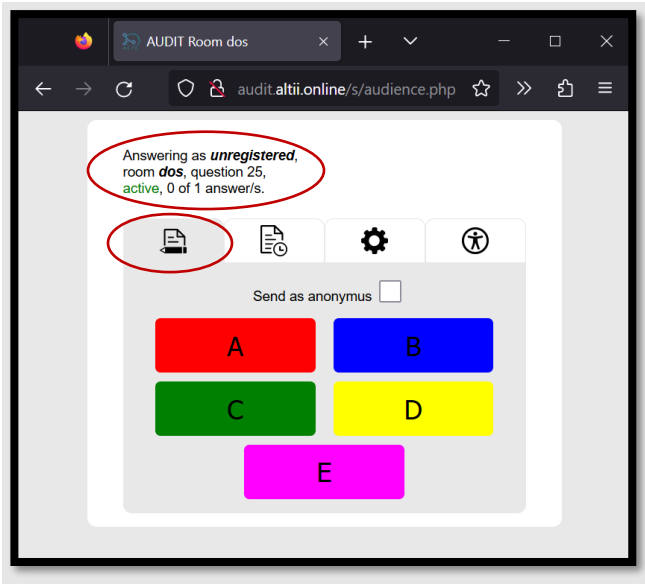 AUDIT Room dos
audit.altii.online/s/audience.php
Answering as unregistered,
room dos, question 25,
active, 0 of 1 answer/s.
Send as anonymus
A
B
C
D
E